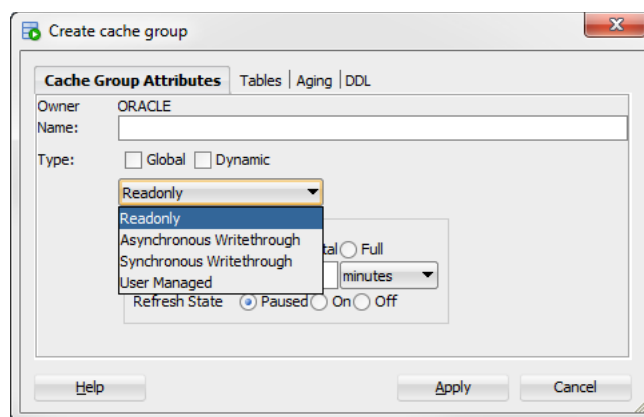 Create cache group
Cache Group Attributes Tables Aging DDL
Owner ORACLE
Name:
Type: Global Dynamic
Readonly
Readonly
Asynchronous Writethrough
Full
Synchronous Writethrough
minutes
User Managed
Refresh State Paused On Off
Help Apply Cancel